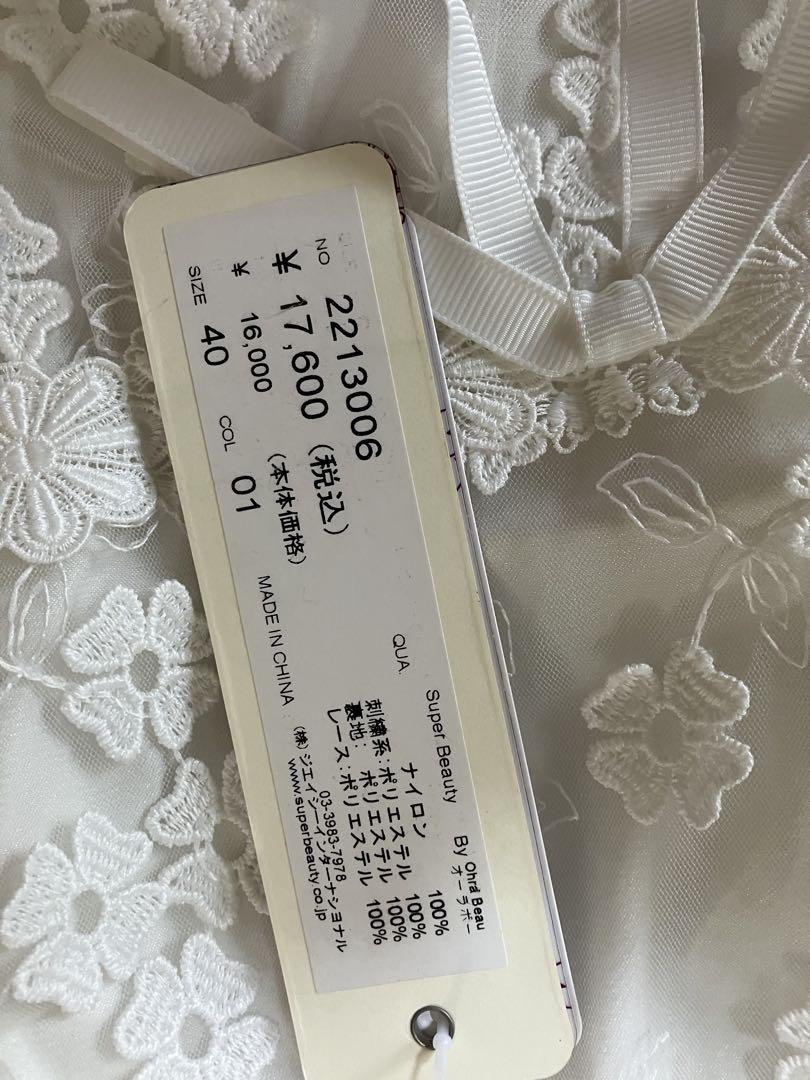 NO 2213006
¥ 17,600 (税込)
¥ 16,000 (本体価格)
SIZE 40 COL 01
MADE IN CHINA
Super Beauty By Ohra Beau
オーラボー
QUA.
ナイロン 100%
刺繍糸:ポリエステル 100%
裏地: ポリエステル 100%
レース:ポリエステル 100%
(株)ジェイシーインターナショナル
03-3983-7978
www.superbeauty.co.jp